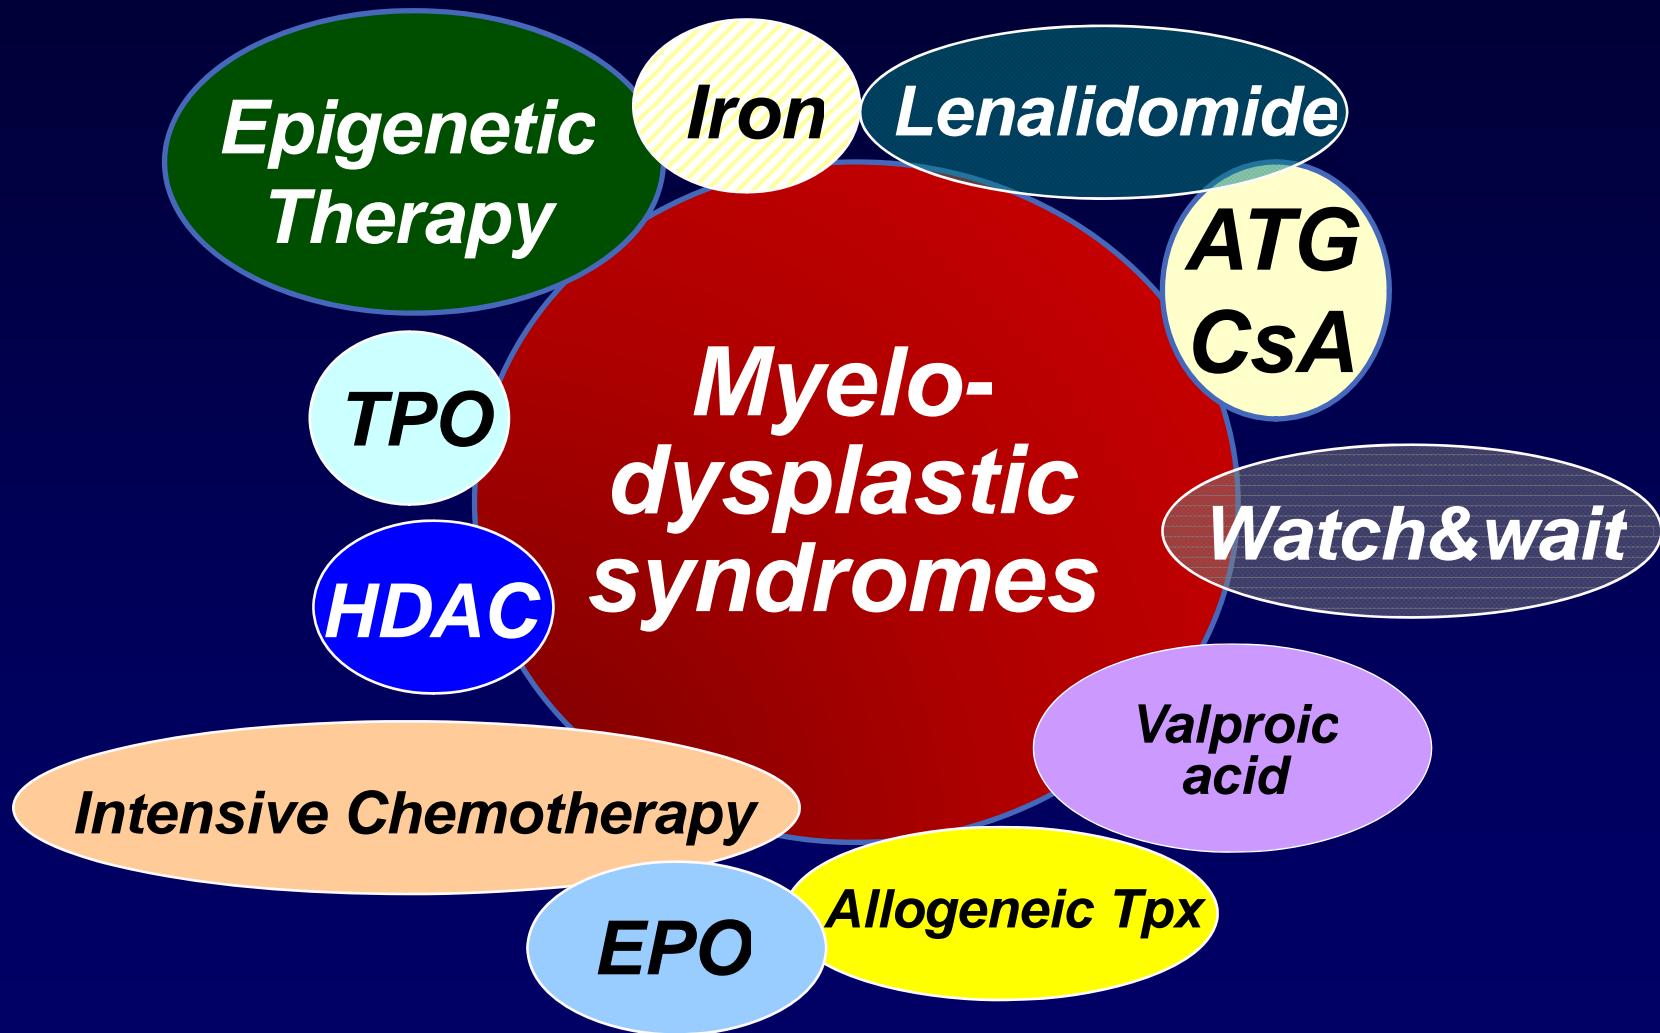 Epigenetic
Therapy
Iron
Lenalidomide
ATG
CsA
TPO
Myelo-
dysplastic
syndromes
Watch&wait
HDAC
Valproic
acid
Intensive Chemotherapy
Allogeneic Tpx
EPO